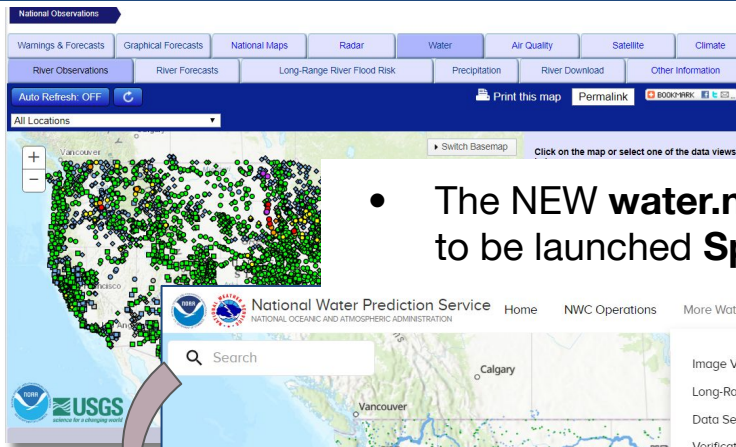 National Observations
Warnings & Forecasts Graphical Forecasts National Maps Radar Water Air Quality Satellite Climate
River Observations River Forecasts Long-Range River Flood Risk Precipitation River Download Other Information
Auto Refresh: OFF Print this map Permalink BOOKMARK
All Locations
Vancouver
Switch Basemap
Click on the map or select one of the data views
+
−
• The NEW water.n
to be launched Sp
National Water Prediction Service Home NWC Operations More Wat
NATIONAL OCEANIC AND ATMOSPHERIC ADMINISTRATION
Search
Calgary
Vancouver
Image V
Long-Ra
Data Se
Verificat
NOAA USGS
science for a changing world